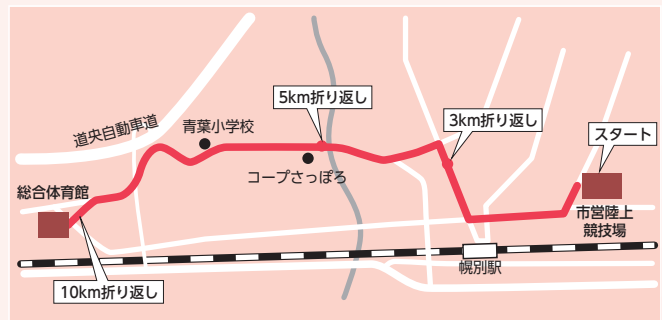 道央自動車道
青葉小学校
5km折り返し
3km折り返し
スタート
コープさっぽろ
総合体育館
市営陸上
競技場
幌別駅
10km折り返し